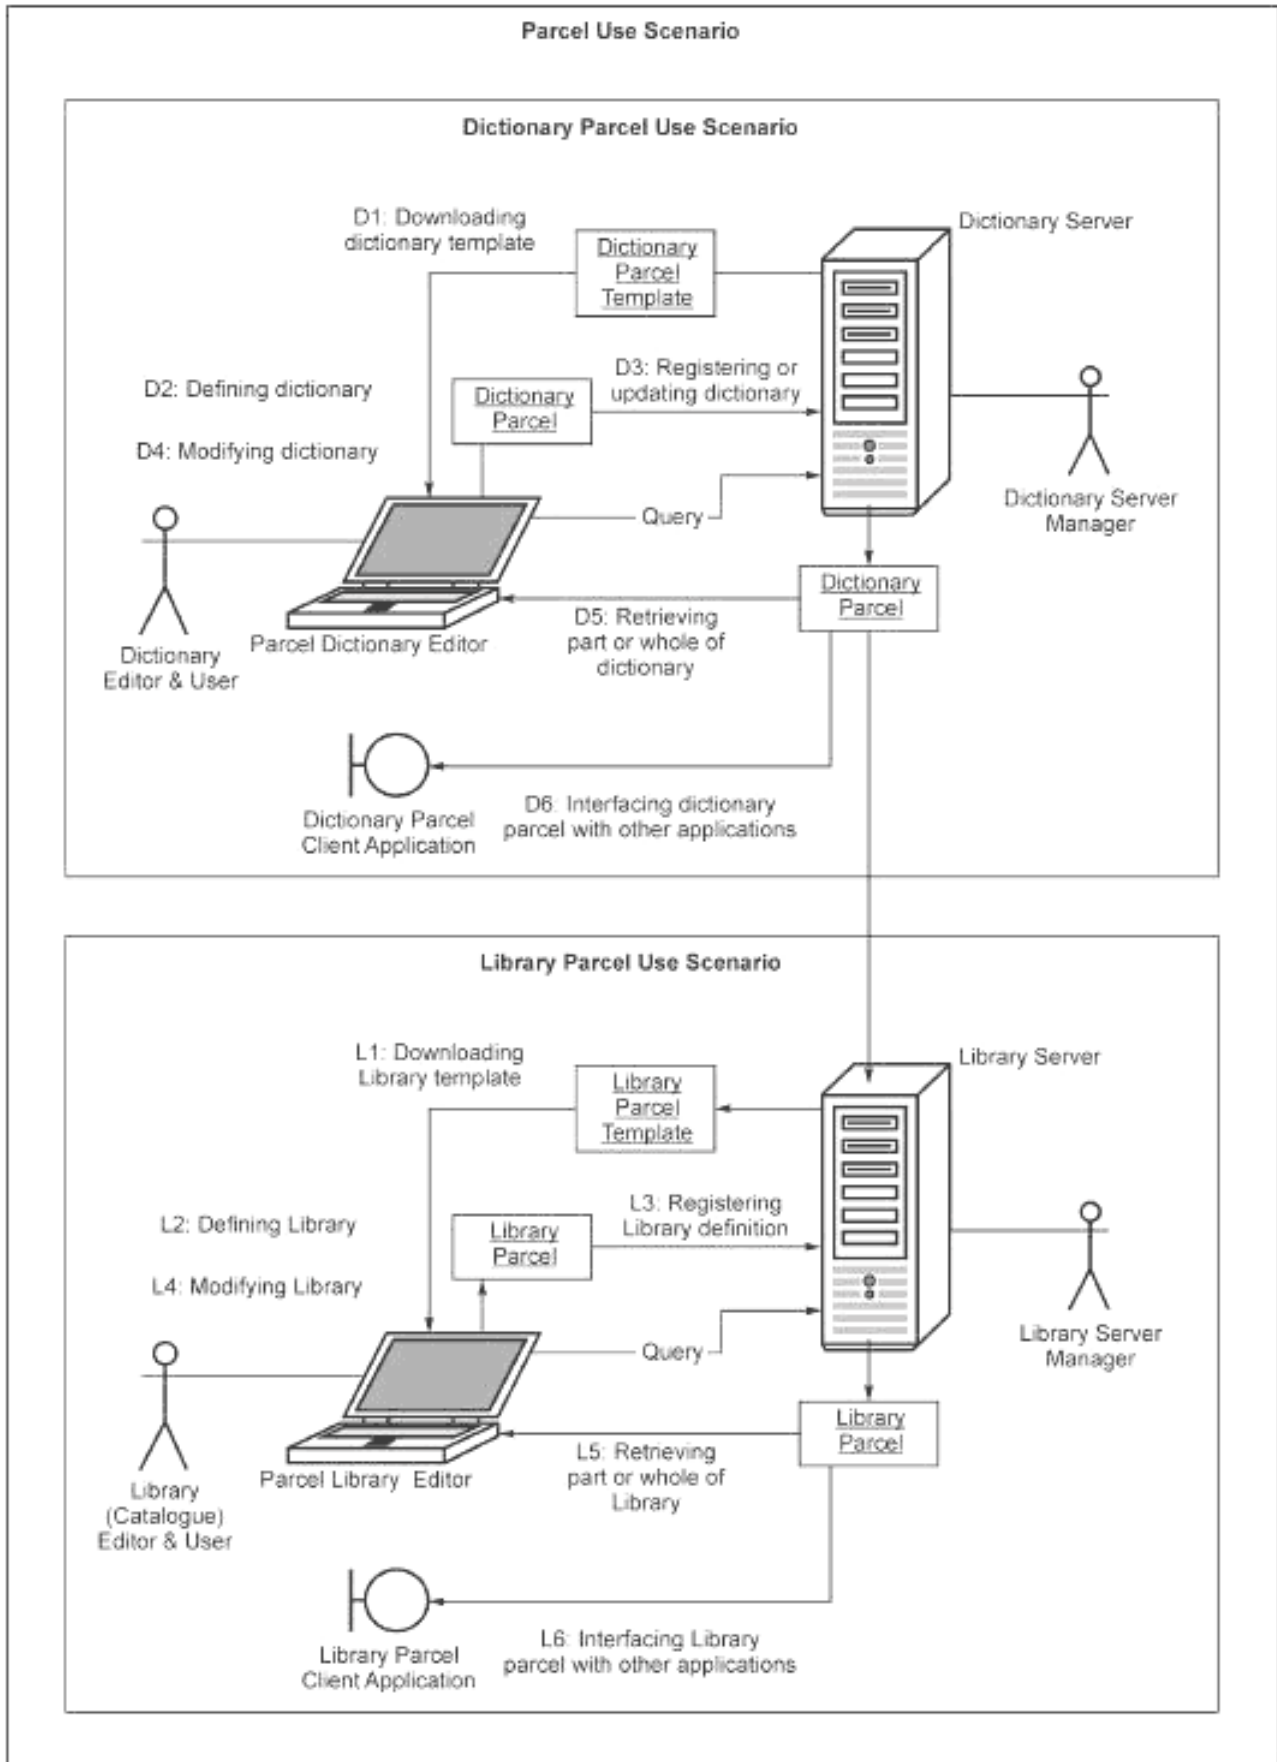 Parcel Use Scenario
Dictionary Parcel Use Scenario
D1: Downloading
dictionary template
Dictionary
Parcel
Template
Dictionary Server
D2: Defining dictionary
Dictionary
Parcel
D3: Registering or
updating dictionary
D4: Modifying dictionary
Query
Dictionary Server
Manager
Dictionary
Editor & User
Parcel Dictionary Editor
D5: Retrieving
part or whole of
dictionary
Dictionary
Parcel
Dictionary Parcel
Client Application
D6: Interfacing dictionary
parcel with other applications
Library Parcel Use Scenario
L1: Downloading
Library template
Library
Parcel
Template
Library Server
L2: Defining Library
Library
Parcel
L3: Registering
Library definition
L4: Modifying Library
Query
Library Server
Manager
Library
(Catalogue)
Editor & User
Parcel Library Editor
L5: Retrieving
part or whole of
Library
Library
Parcel
Library Parcel
Client Application
L6: Interfacing Library
parcel with other applications